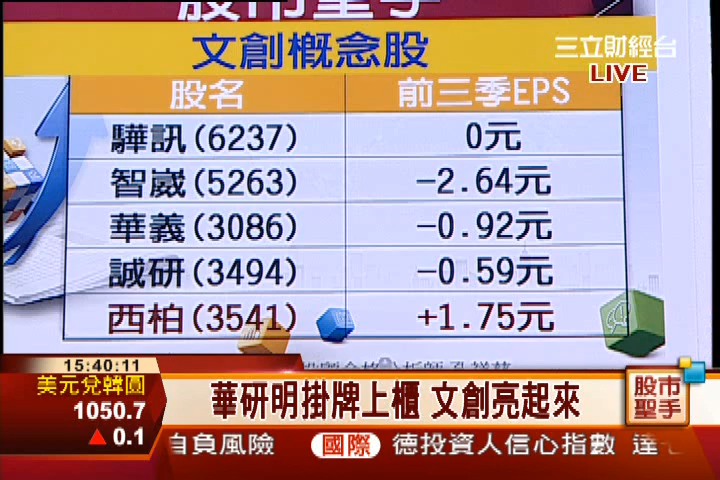 股市聖手
文創概念股
三立財經台
LIVE
股名 前三季EPS
驊訊(6237) 0元
智崴(5263) -2.64元
華義(3086) -0.92元
誠研(3494) -0.59元
西柏(3541) +1.75元
15:40:11
美元兌韓圓
1050.7
▲0.1
華研明掛牌上櫃 文創亮起來
股市
聖手
自負風險 國際 德投資人信心指數 達